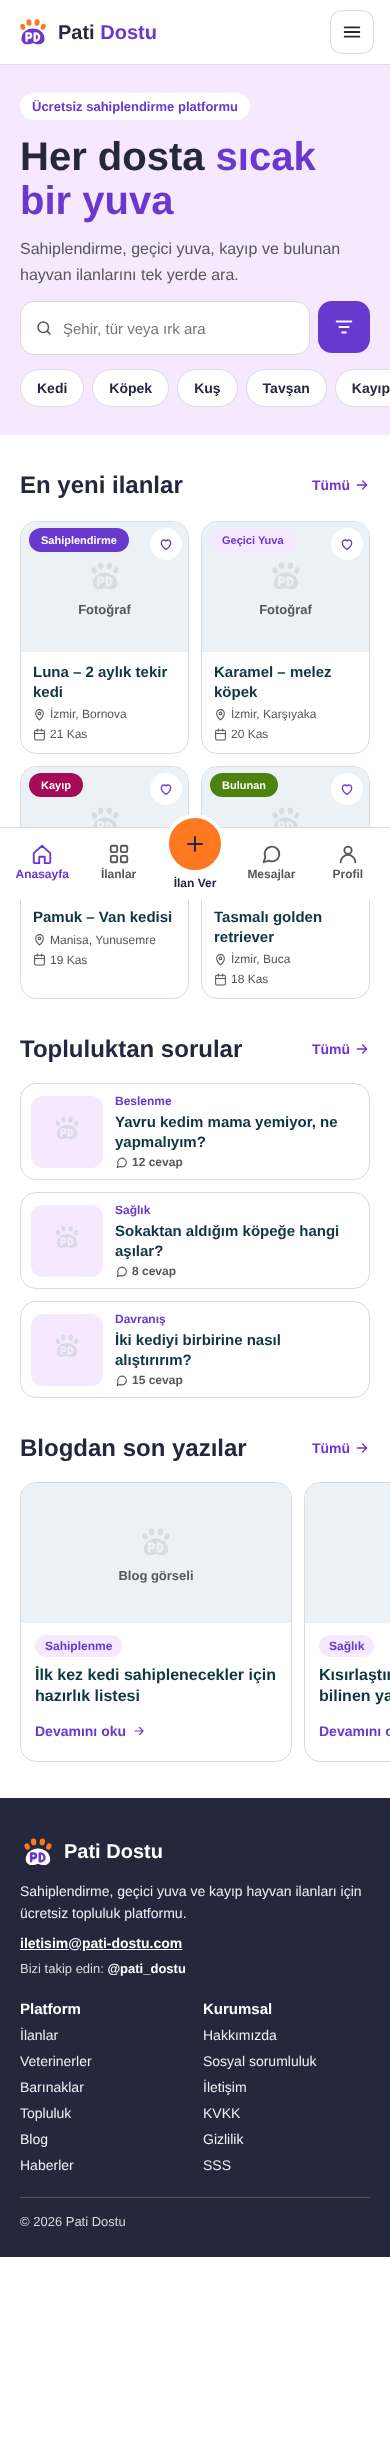 PD Pati Dostu
Ücretsiz sahiplendirme platformu
Her dosta sıcak
bir yuva
Sahiplendirme, geçici yuva, kayıp ve bulunan
hayvan ilanlarını tek yerde ara.
Şehir, tür veya ırk ara
Kedi Köpek Kuş Tavşan Kayıp
En yeni ilanlar Tümü →
Sahiplendirme
PD
Fotoğraf
Luna – 2 aylık tekir
kedi
İzmir, Bornova
21 Kas
Geçici Yuva
PD
Fotoğraf
Karamel – melez
köpek
İzmir, Karşıyaka
20 Kas
Kayıp
Pamuk – Van kedisi
Manisa, Yunusemre
19 Kas
Bulunan
Tasmalı golden
retriever
İzmir, Buca
18 Kas
Anasayfa İlanlar İlan Ver Mesajlar Profil
Topluluktan sorular Tümü →
PD
Beslenme
Yavru kedim mama yemiyor, ne
yapmalıyım?
12 cevap
PD
Sağlık
Sokaktan aldığım köpeğe hangi
aşılar?
8 cevap
PD
Davranış
İki kediyi birbirine nasıl
alıştırırım?
15 cevap
Blogdan son yazılar Tümü →
PD
Blog görseli
Sahiplenme
İlk kez kedi sahiplenecekler için
hazırlık listesi
Devamını oku →
Sağlık
Kısırlaştır
bilinen ya
Devamını o
PD Pati Dostu
Sahiplendirme, geçici yuva ve kayıp hayvan ilanları için
ücretsiz topluluk platformu.
iletisim@pati-dostu.com
Bizi takip edin: @pati_dostu
Platform
İlanlar
Veterinerler
Barınaklar
Topluluk
Blog
Haberler
Kurumsal
Hakkımızda
Sosyal sorumluluk
İletişim
KVKK
Gizlilik
SSS
© 2026 Pati Dostu